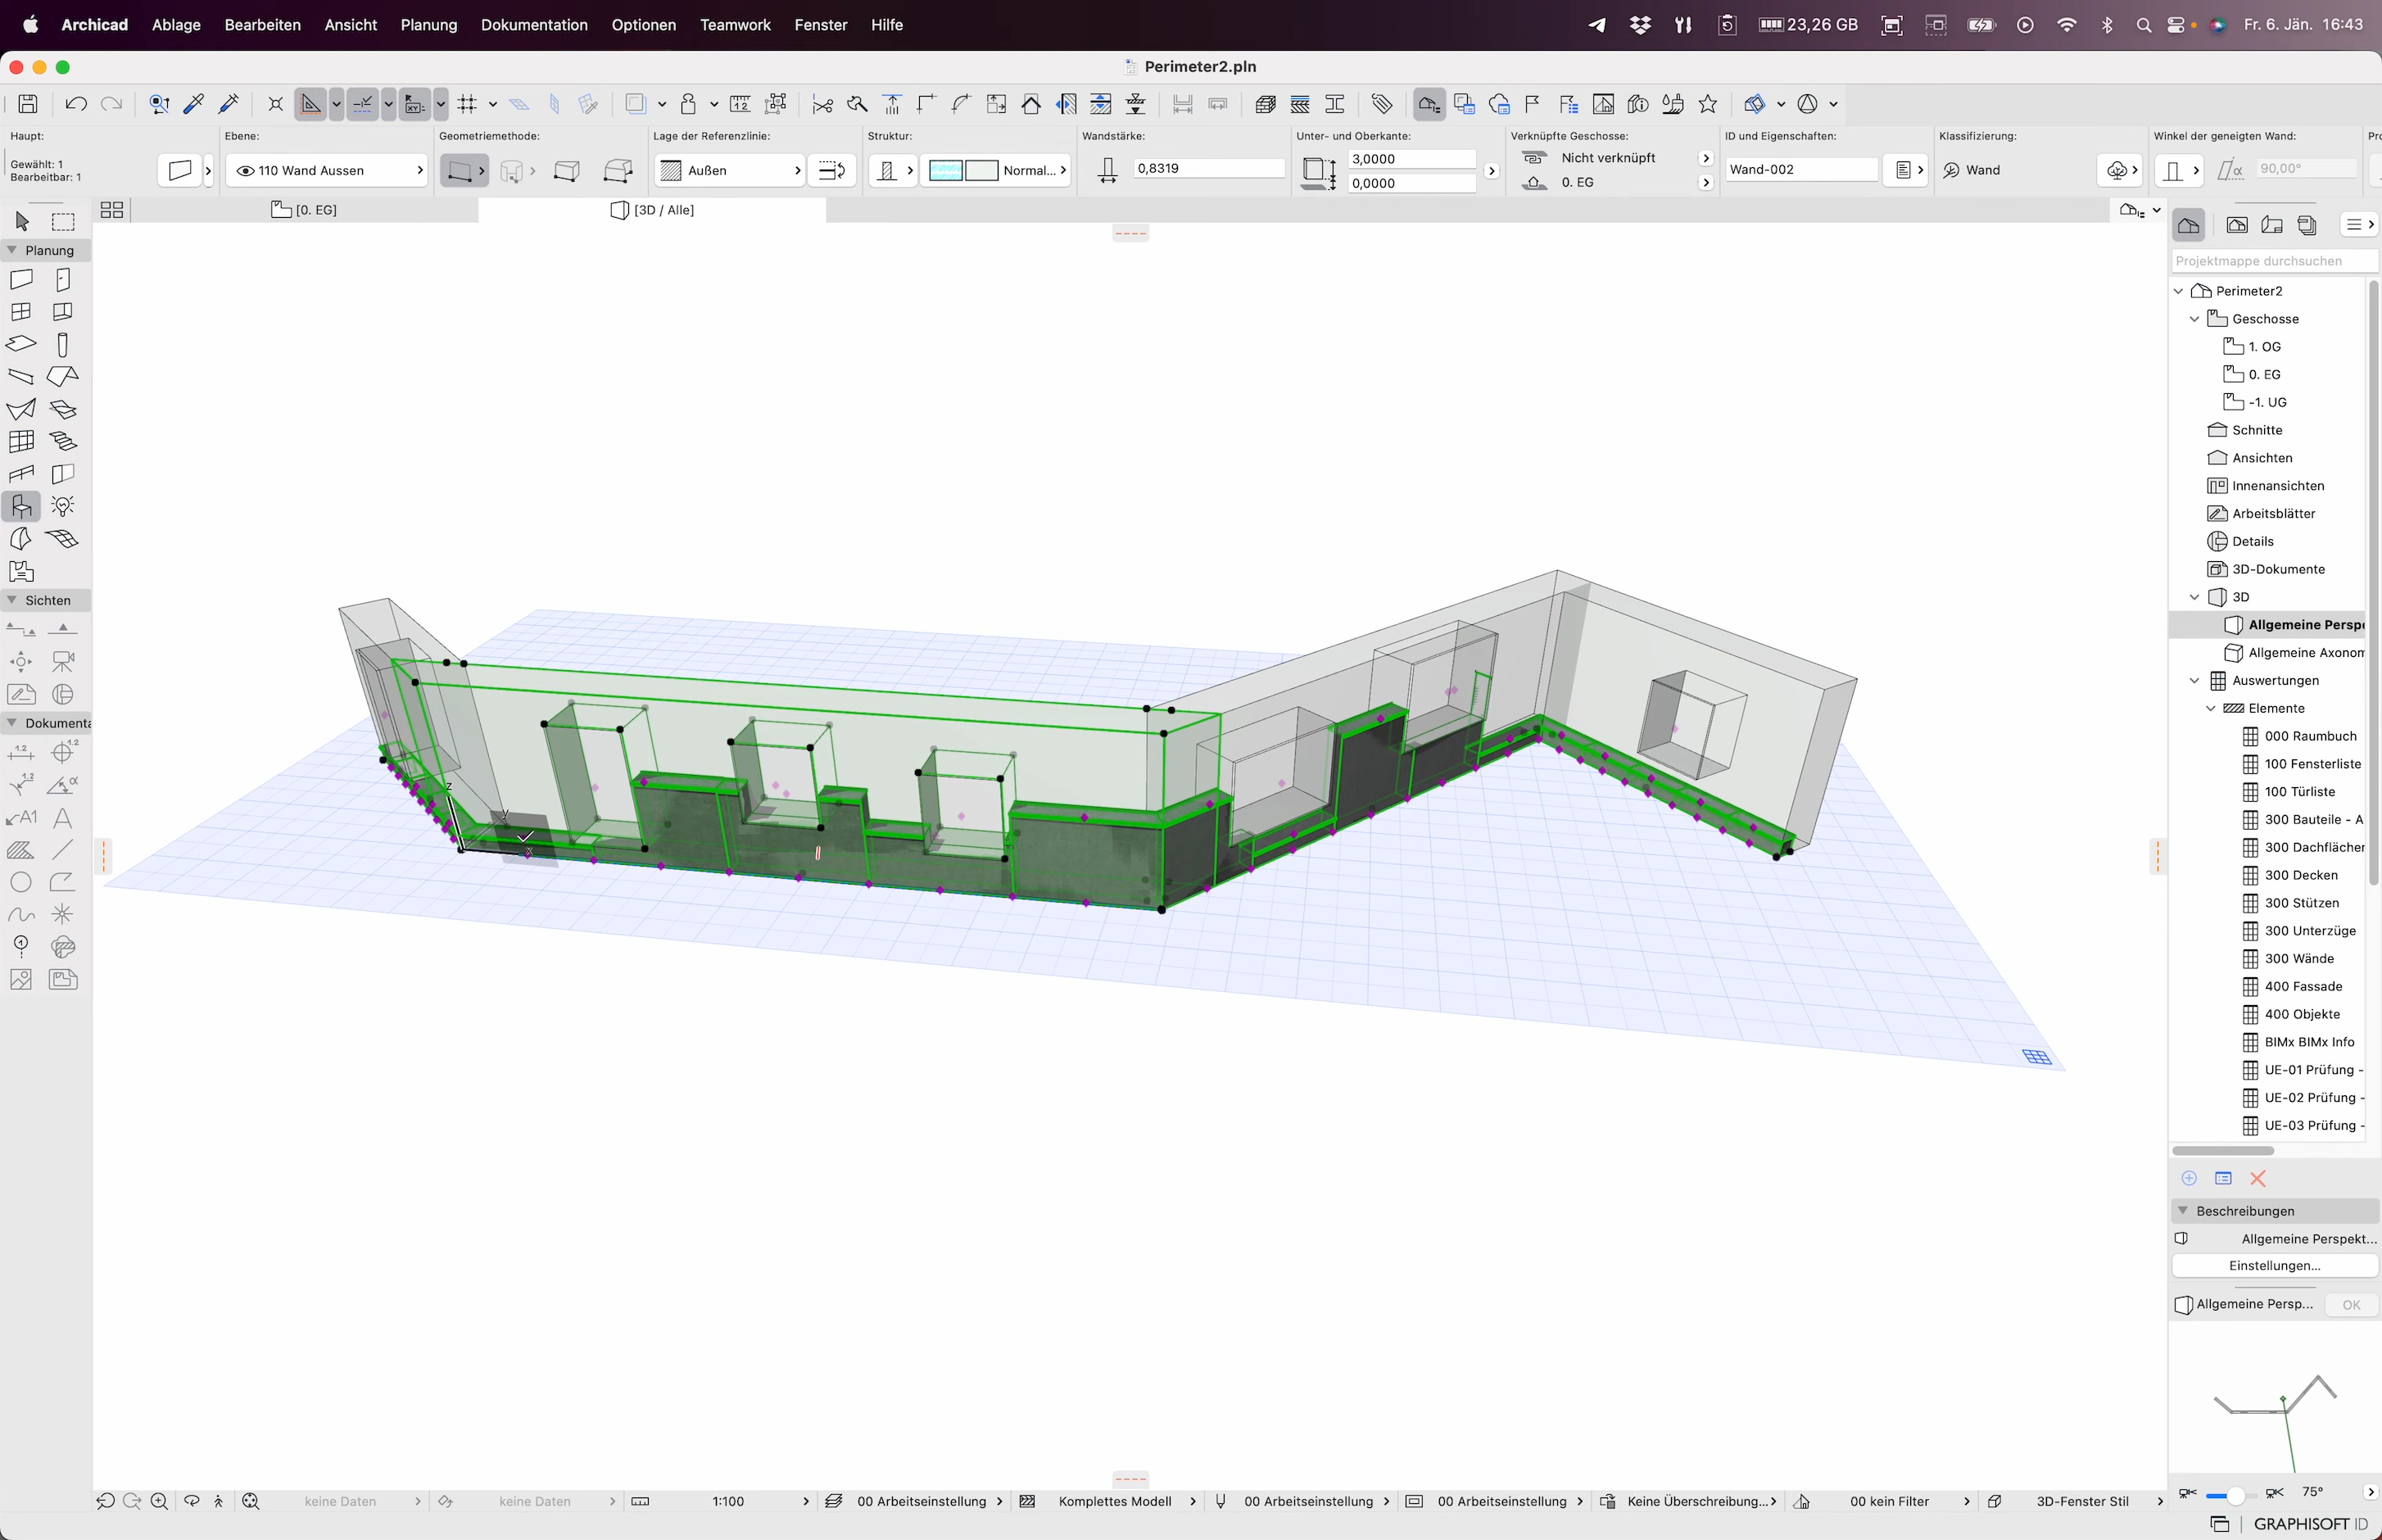 Archicad Ablage Bearbeiten Ansicht Planung Dokumentation Optionen Teamwork Fenster Hilfe 23,26 GB Fr. 6. Jän. 16:43
Perimeter2.pln
Haupt: Ebene: Geometriemethode: Lage der Referenzlinie: Struktur: Wandstärke: Unter- und Oberkante: Verknüpfte Geschosse: ID und Eigenschaften: Klassifizierung: Winkel der geneigten Wand:
Gewählt: 1
Bearbeitbar: 1
110 Wand Aussen
Außen
Normal...
0,8319
3,0000
0,0000
Nicht verknüpft
0. EG
Wand-002
Wand
90,00°
[0. EG]
[3D / Alle]
Planung
Sichten
Dokumenta
Projektmappe durchsuchen
Perimeter2
Geschosse
1. OG
0. EG
-1. UG
Schnitte
Ansichten
Innenansichten
Arbeitsblätter
Details
3D-Dokumente
3D
Allgemeine Perspe
Allgemeine Axonom
Auswertungen
Elemente
000 Raumbuch
100 Fensterliste
100 Türliste
300 Bauteile - A
300 Dachflächen
300 Decken
300 Stützen
300 Unterzüge
300 Wände
400 Fassade
400 Objekte
BIMx BIMx Info
UE-01 Prüfung -
UE-02 Prüfung -
UE-03 Prüfung -
Beschreibungen
Allgemeine Perspekt...
Einstellungen...
Allgemeine Persp... OK
z
y
x
keine Daten keine Daten 1:100 00 Arbeitseinstellung Komplettes Modell 00 Arbeitseinstellung 00 Arbeitseinstellung Keine Überschreibung... 00 kein Filter 3D-Fenster Stil 75°
GRAPHISOFT ID